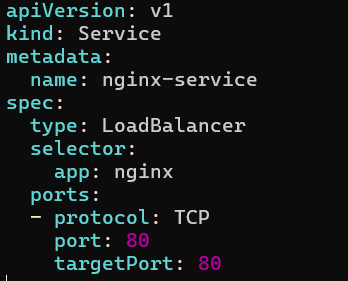 apiVersion: v1
kind: Service
metadata:
  name: nginx-service
spec:
  type: LoadBalancer
  selector:
    app: nginx
  ports:
  - protocol: TCP
    port: 80
    targetPort: 80